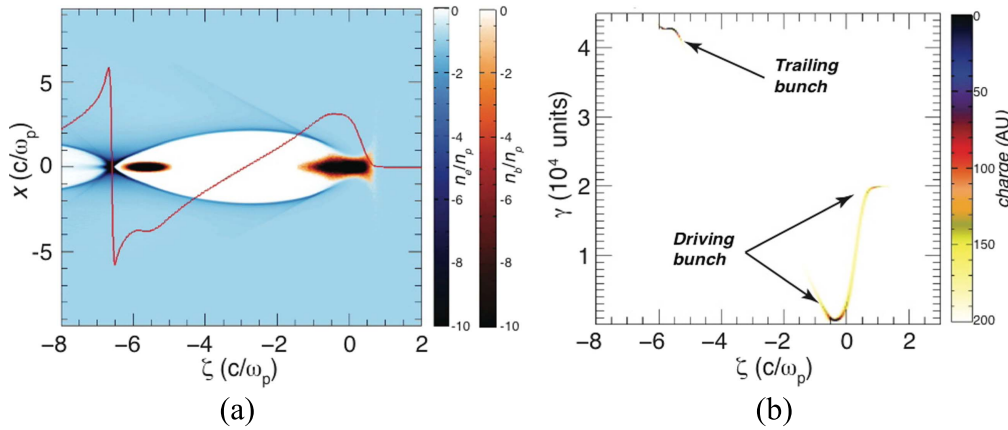 0
0
-2
-2
-4
-4
-6
-6
-8
-8
-10
-10
n_e/n_p
n_b/n_p
5
0
-5
x (c/ω_p)
-8
-6
-4
-2
0
2
ζ (c/ω_p)
(a)
4
3
2
1
γ (10⁴ units)
Trailing
bunch
Driving
bunch
0
50
100
150
200
charge (AU)
-8
-6
-4
-2
0
2
ζ (c/ω_p)
(b)